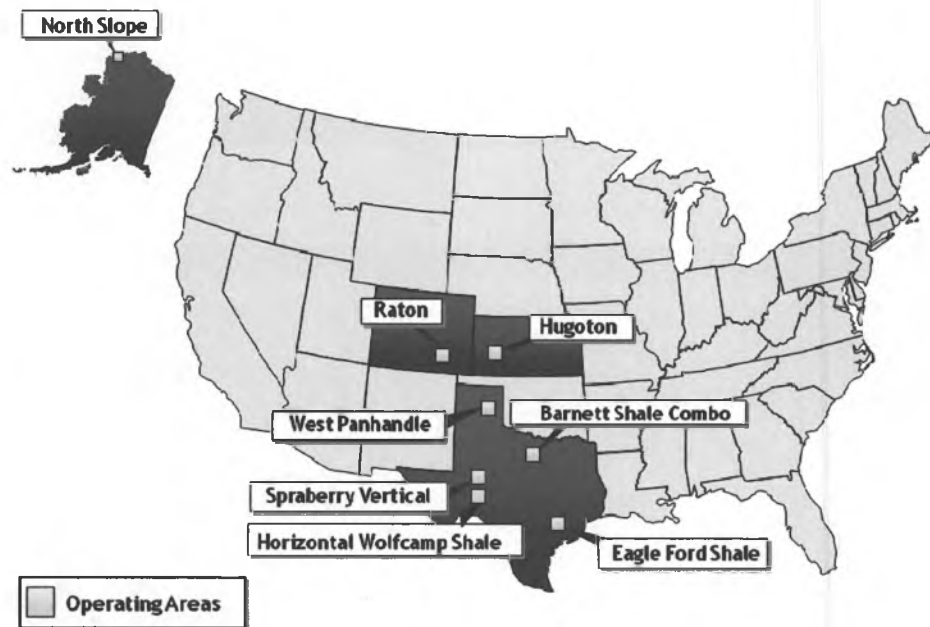 North Slope
Raton
Hugoton
West Panhandle
Barnett Shale Combo
Spraberry Vertical
Horizontal Wolfcamp Shale
Eagle Ford Shale
Operating Areas